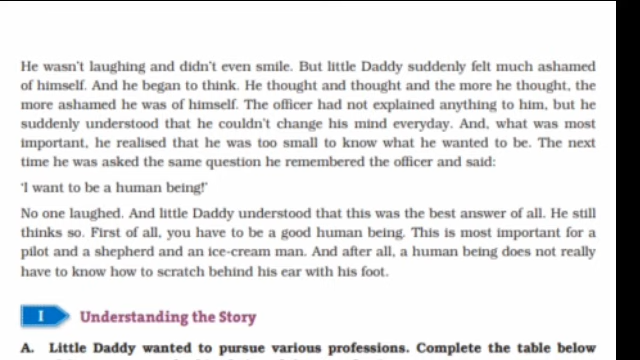 He wasn't laughing and didn't even smile. But little Daddy suddenly felt much ashamed
of himself. And he began to think. He thought and thought and the more he thought, the
more ashamed he was of himself. The officer had not explained anything to him, but he
suddenly understood that he couldn't change his mind everyday. And, what was most
important, he realised that he was too small to know what he wanted to be. The next
time he was asked the same question he remembered the officer and said:
'I want to be a human being!'
No one laughed. And little Daddy understood that this was the best answer of all. He still
thinks so. First of all, you have to be a good human being. This is most important for a
pilot and a shepherd and an ice-cream man. And after all, a human being does not really
have to know how to scratch behind his ear with his foot.
I Understanding the Story
A. Little Daddy wanted to pursue various professions. Complete the table below